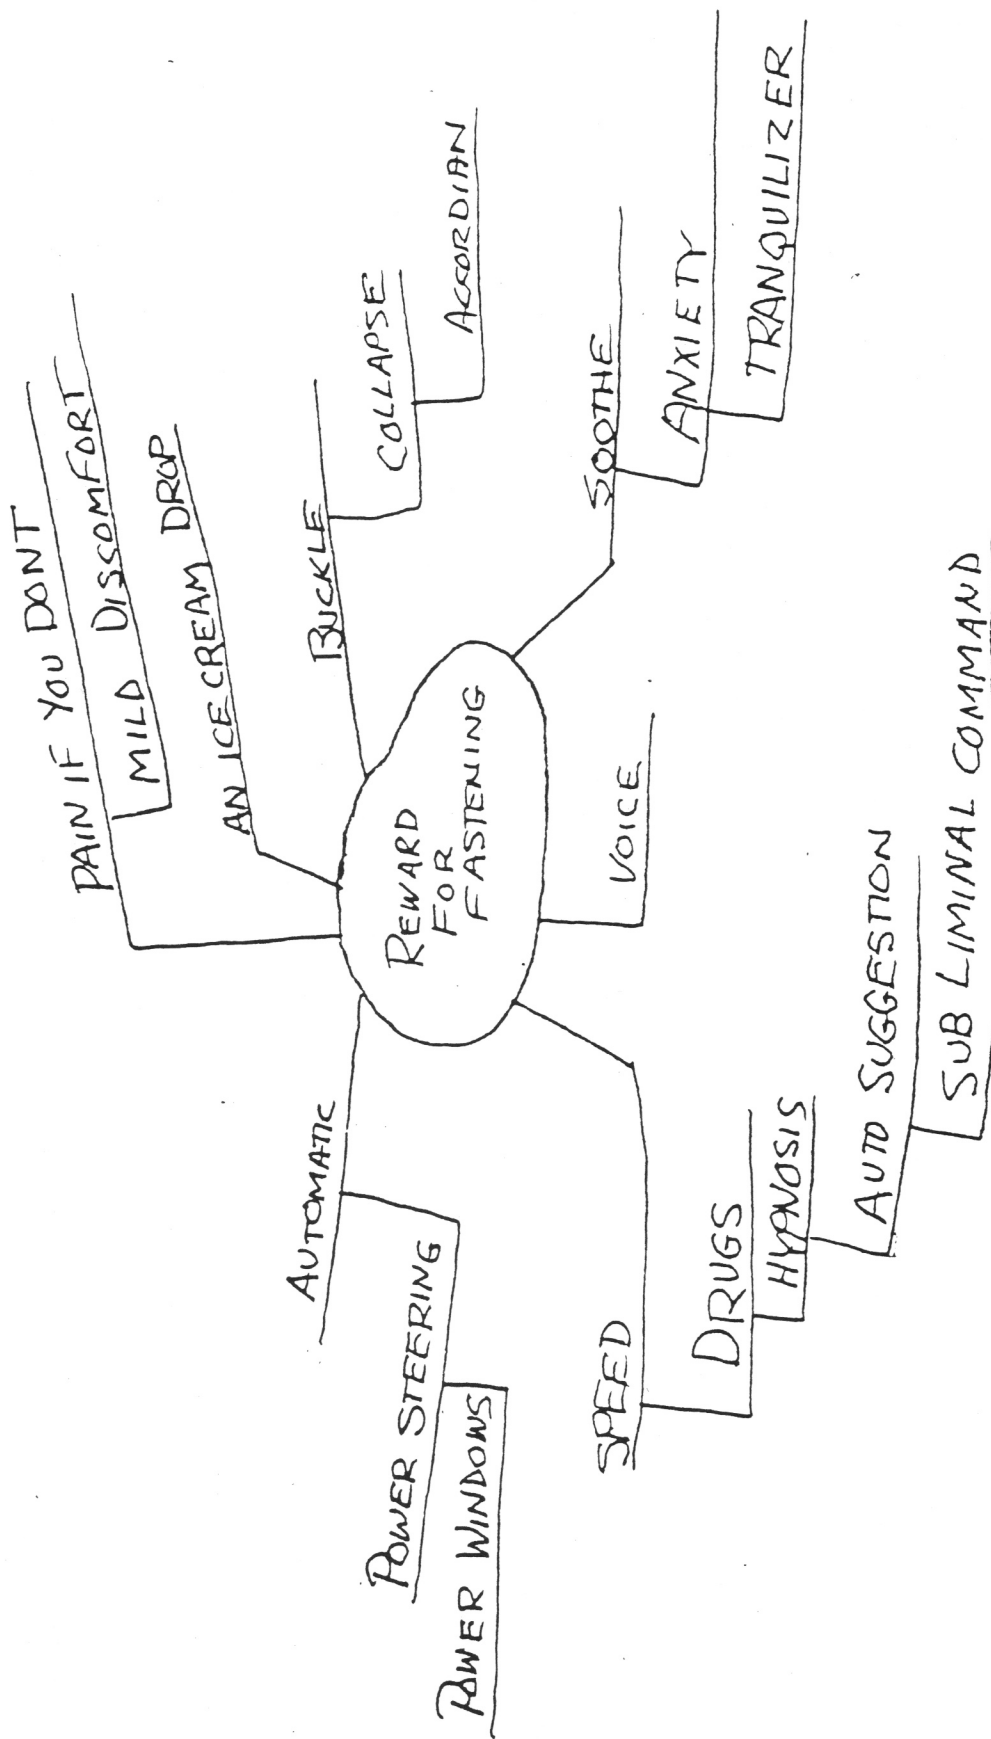 PAIN IF YOU DONT
MILD DISCOMFORT
AN ICE CREAM DROP
BUCKLE
COLLAPSE
ACCORDIAN
AUTOMATIC
POWER STEERING
POWER WINDOWS
REWARD
FOR
FASTENING
SOOTHE
ANXIETY
TRANQUILIZER
VOICE
SPEED
DRUGS
HYPNOSIS
AUTO SUGGESTION
SUB LIMINAL COMMAND